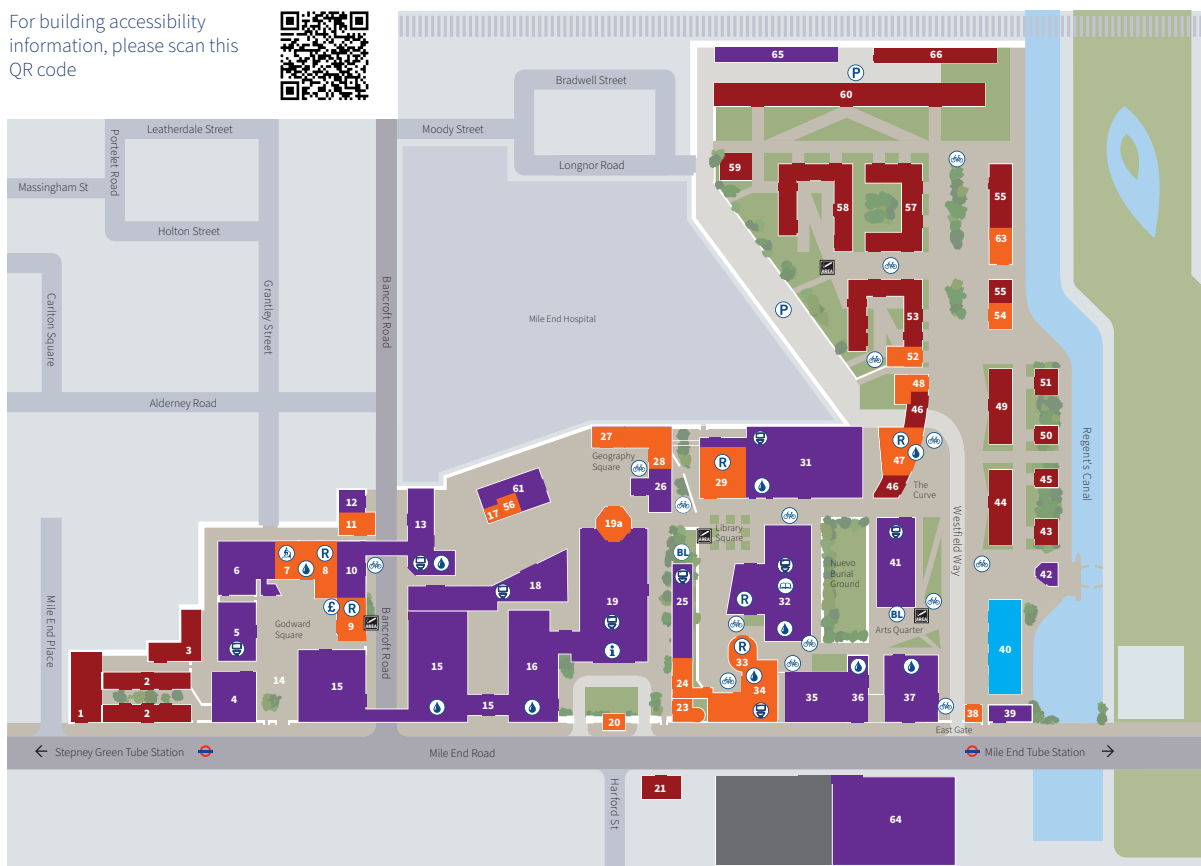 For building accessibility
information, please scan this
QR code
65
66
P
Bradwell Street
60
Leatherdale Street
Moody Street
Portelet Road
Longnor Road
59
Massingham St
55
58
57
Holton Street
63
AREA
Carlton Square
Grantley Street
Bancroft Road
55
P
53
54
Mile End Hospital
52
48
51
49
46
Alderney Road
27
R
50
Geography
Square
28
R
31
47
Regent's Canal
29
61
26
46
The
Curve
45
12
56
17
44
11
13
19a
Library
Square
AREA
Westfield Way
43
BL
6
7
R
8
10
18
Nuevo
Burial
Ground
41
42
25
£
R
9
19
R
32
BL
AREA
Mile End Place
5
Godward
Square
AREA
i
Arts Quarter
3
Bancroft Road
R
33
40
2
14
15
15
16
24
34
35
36
37
4
1
2
15
23
20
38
39
East Gate
Stepney Green Tube Station
Mile End Road
Mile End Tube Station
21
Harford St
64